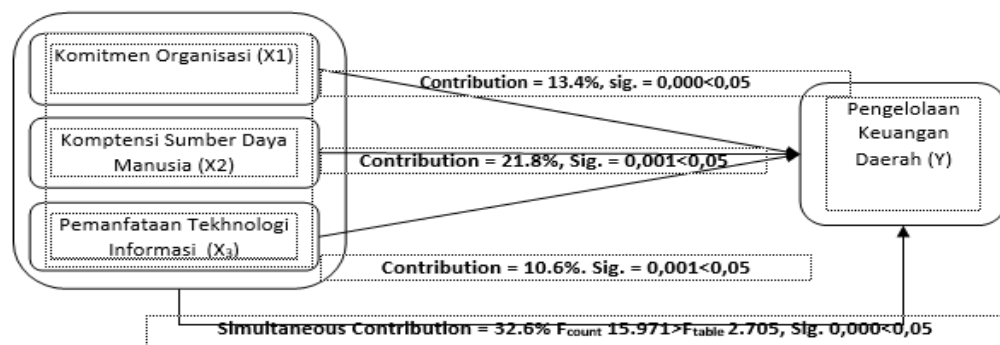 Komitmen Organisasi (X1)
Contribution = 13.4%, sig. = 0,000<0,05
Komptensi Sumber Daya
Manusia (X2)
Contribution = 21.8%, Sig. = 0,001<0,05
Pemanfataan Tekhnologi
Informasi (X₃)
Contribution = 10.6%. Sig. = 0,001<0,05
Pengelolaan
Keuangan
Daerah (Y)
Simultaneous Contribution = 32.6% Fcount 15.971>Ftable 2.705, Sig. 0,000<0,05